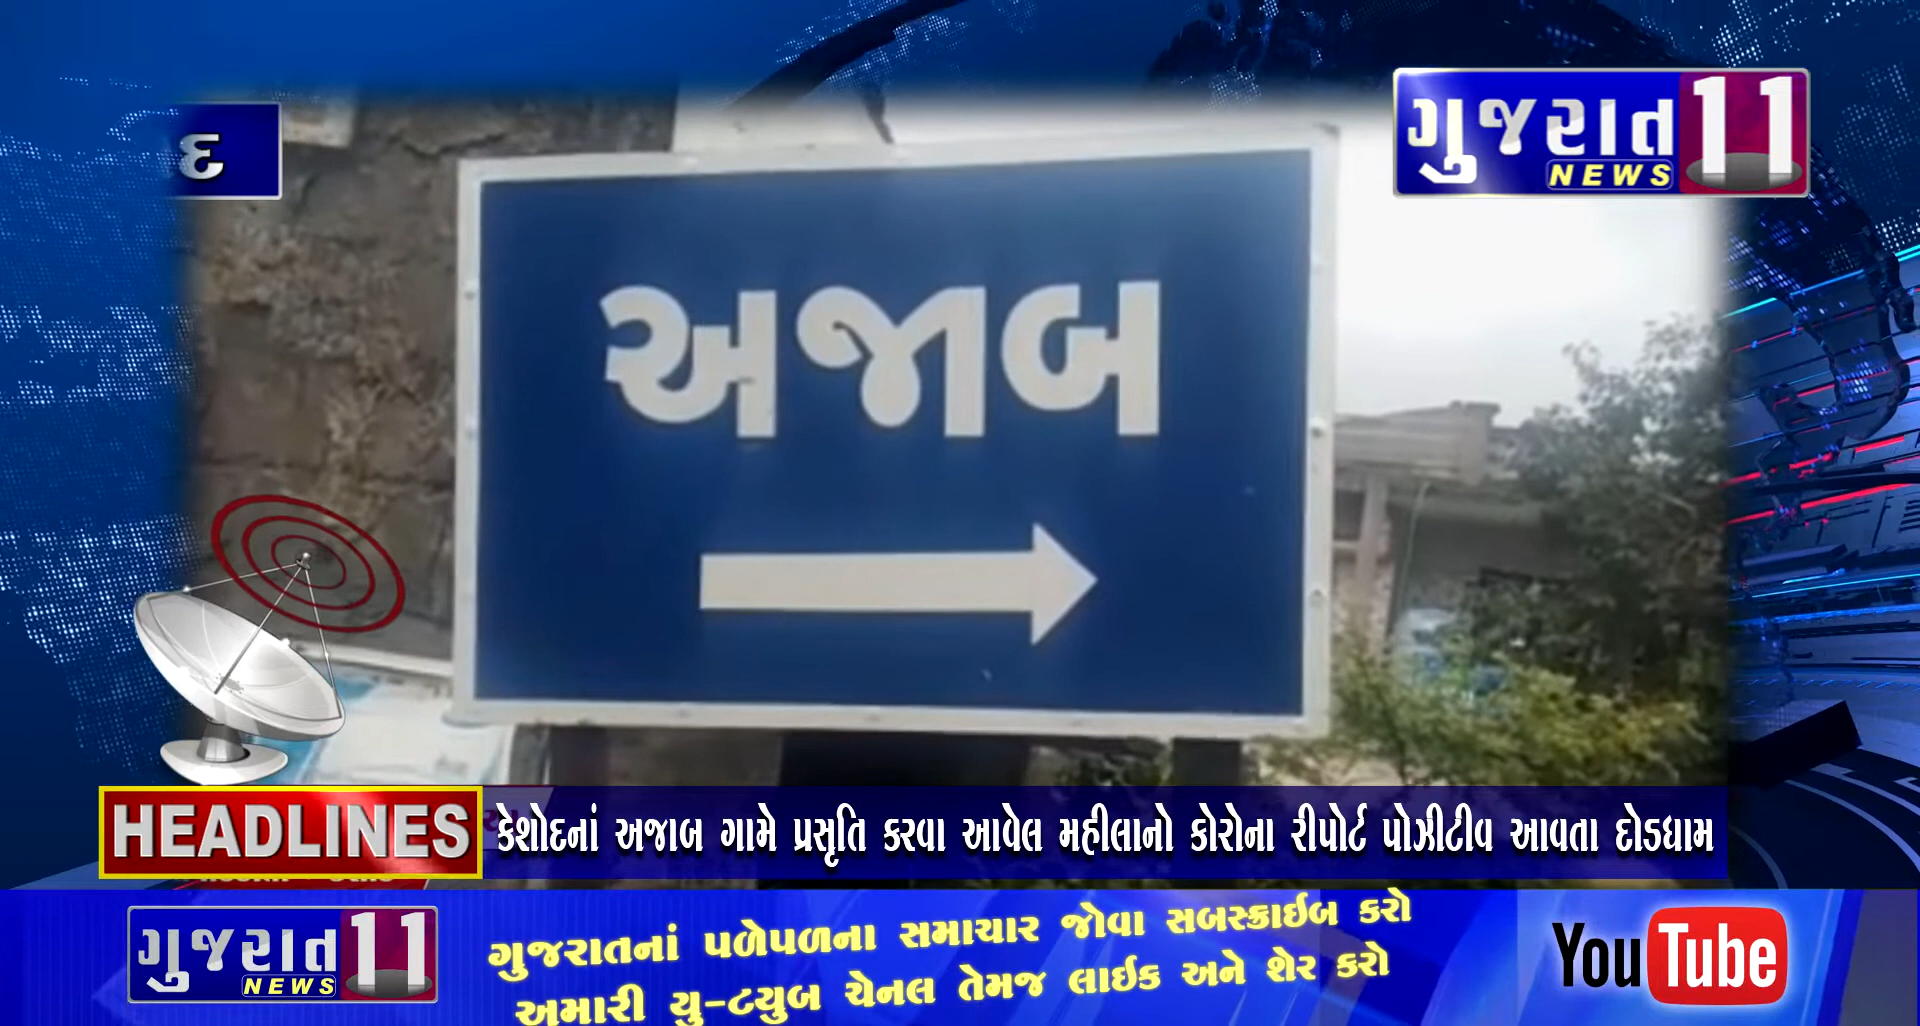 દ
ગુજરાત 11
NEWS
અજાબ
HEADLINES
કેશોદનાં અજાબ ગામે પ્રસૃતિ કરવા આવેલ મહીલાનો કોરોના રીપોર્ટ પોઝીટીવ આવતા દોડધામ
ગુજરાત 11
NEWS
ગુજરાતનાં પળેપળના સમાચાર જોવા સબસ્ક્રાઈબ કરો
અમારી યુ-ટયુબ ચેનલ તેમજ લાઈક અને શેર કરો
YouTube